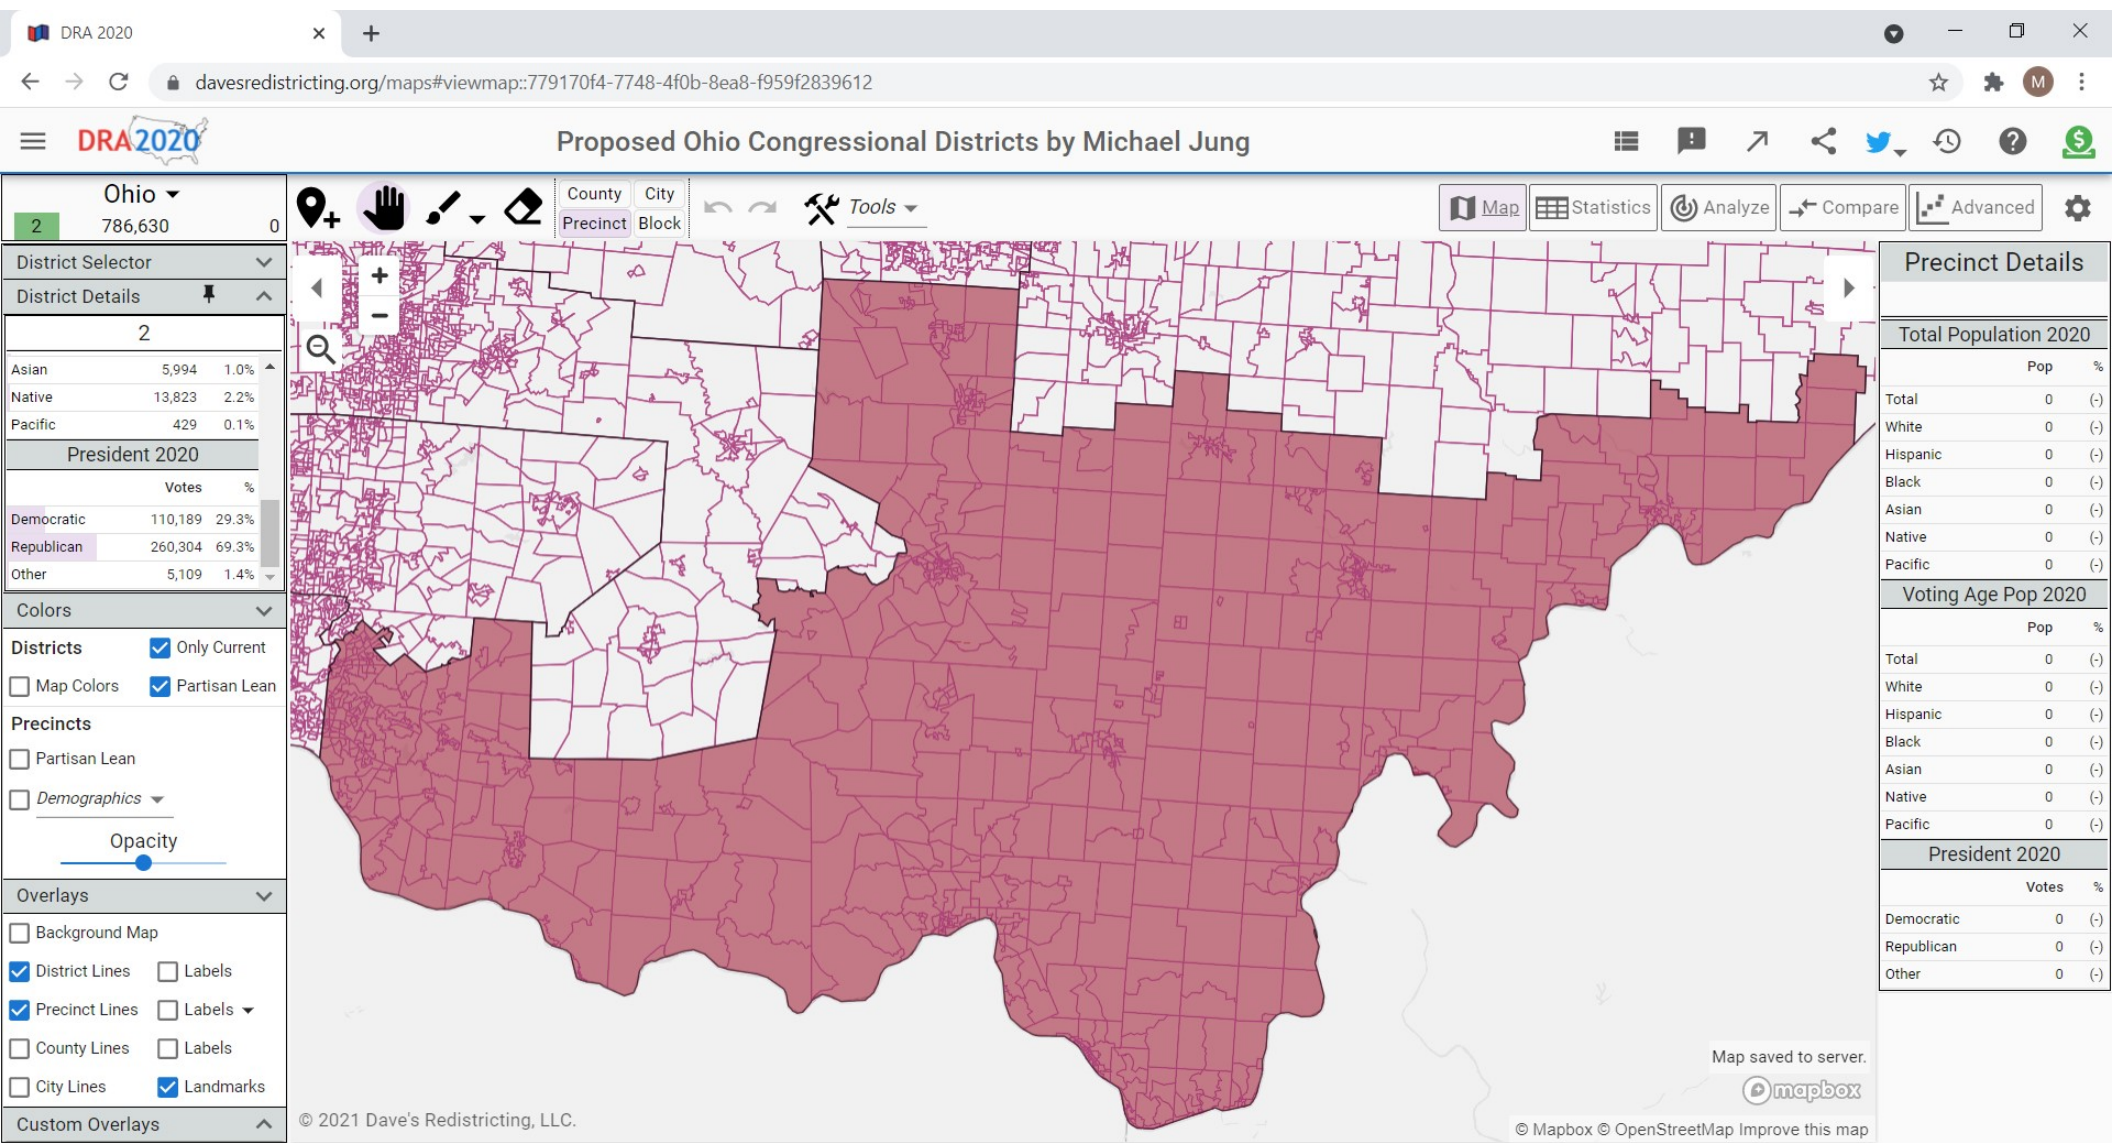 DRA 2020
davesredistricting.org/maps#viewmap::779170f4-7748-4f0b-8ea8-f959f2839612
M
DRA2020
Proposed Ohio Congressional Districts by Michael Jung
Ohio
2 786,630 0
County City
Precinct Block
Tools
Map Statistics Analyze Compare Advanced
District Selector
District Details
2
Asian 5,994 1.0%
Native 13,823 2.2%
Pacific 429 0.1%
President 2020
Votes %
Democratic 110,189 29.3%
Republican 260,304 69.3%
Other 5,109 1.4%
Colors
Districts Only Current
Map Colors Partisan Lean
Precincts
Partisan Lean
Demographics
Opacity
Overlays
Background Map
District Lines Labels
Precinct Lines Labels
County Lines Labels
City Lines Landmarks
Custom Overlays
© 2021 Dave's Redistricting, LLC.
Map saved to server.
mapbox
© Mapbox © OpenStreetMap Improve this map
Precinct Details
Total Population 2020
Pop %
Total 0 (-)
White 0 (-)
Hispanic 0 (-)
Black 0 (-)
Asian 0 (-)
Native 0 (-)
Pacific 0 (-)
Voting Age Pop 2020
Pop %
Total 0 (-)
White 0 (-)
Hispanic 0 (-)
Black 0 (-)
Asian 0 (-)
Native 0 (-)
Pacific 0 (-)
President 2020
Votes %
Democratic 0 (-)
Republican 0 (-)
Other 0 (-)